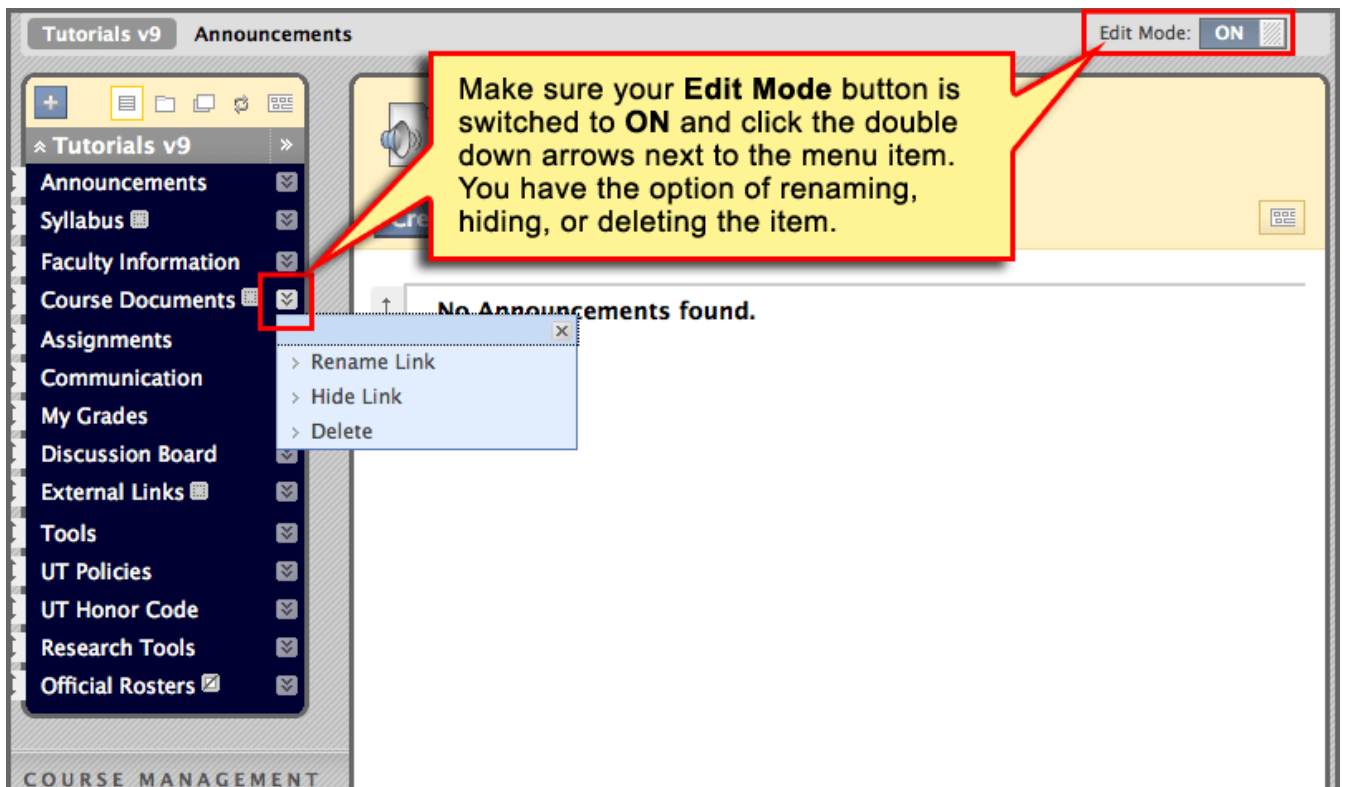 Tutorials v9 Announcements
Edit Mode: ON
Make sure your Edit Mode button is
switched to ON and click the double
down arrows next to the menu item.
You have the option of renaming,
hiding, or deleting the item.
Tutorials v9
Announcements
Syllabus
Faculty Information
Course Documents
Assignments
Communication
My Grades
Discussion Board
External Links
Tools
UT Policies
UT Honor Code
Research Tools
Official Rosters
No Announcements found.
Rename Link
Hide Link
Delete
COURSE MANAGEMENT